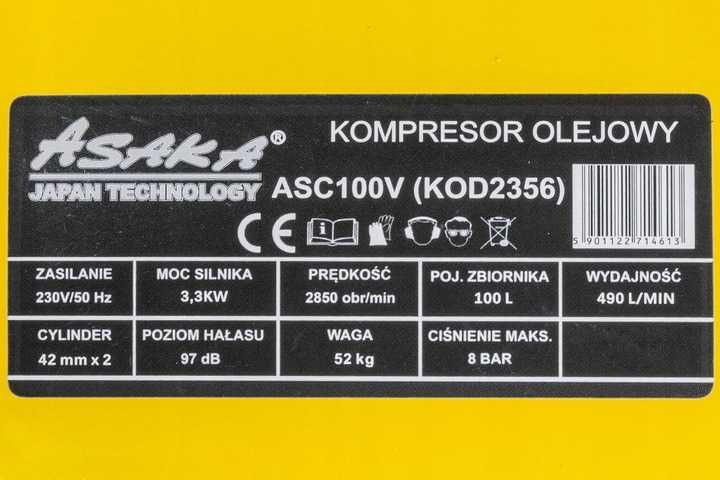 ASAKA®
JAPAN TECHNOLOGY
KOMPRESOR OLEJOWY
ASC100V (KOD2356)
CE
5 901122 714613
ZASILANIE
230V/50 Hz
MOC SILNIKA
3,3KW
PRĘDKOŚĆ
2850 obr/min
POJ. ZBIORNIKA
100 L
WYDAJNOŚĆ
490 L/MIN
CYLINDER
42 mm x 2
POZIOM HAŁASU
97 dB
WAGA
52 kg
CIŚNIENIE MAKS.
8 BAR